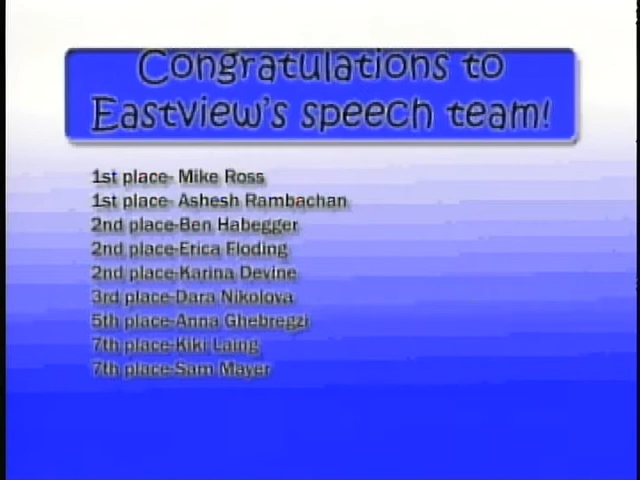 Congratulations to
Eastview's speech team!
1st place- Mike Ross
1st place- Ashesh Rambachan
2nd place-Ben Habegger
2nd place-Erica Floding
2nd place-Karina Devine
3rd place-Dara Nikolova
5th place-Anna Ghebregzi
7th place-Kiki Laing
7th place-Sam Mayer